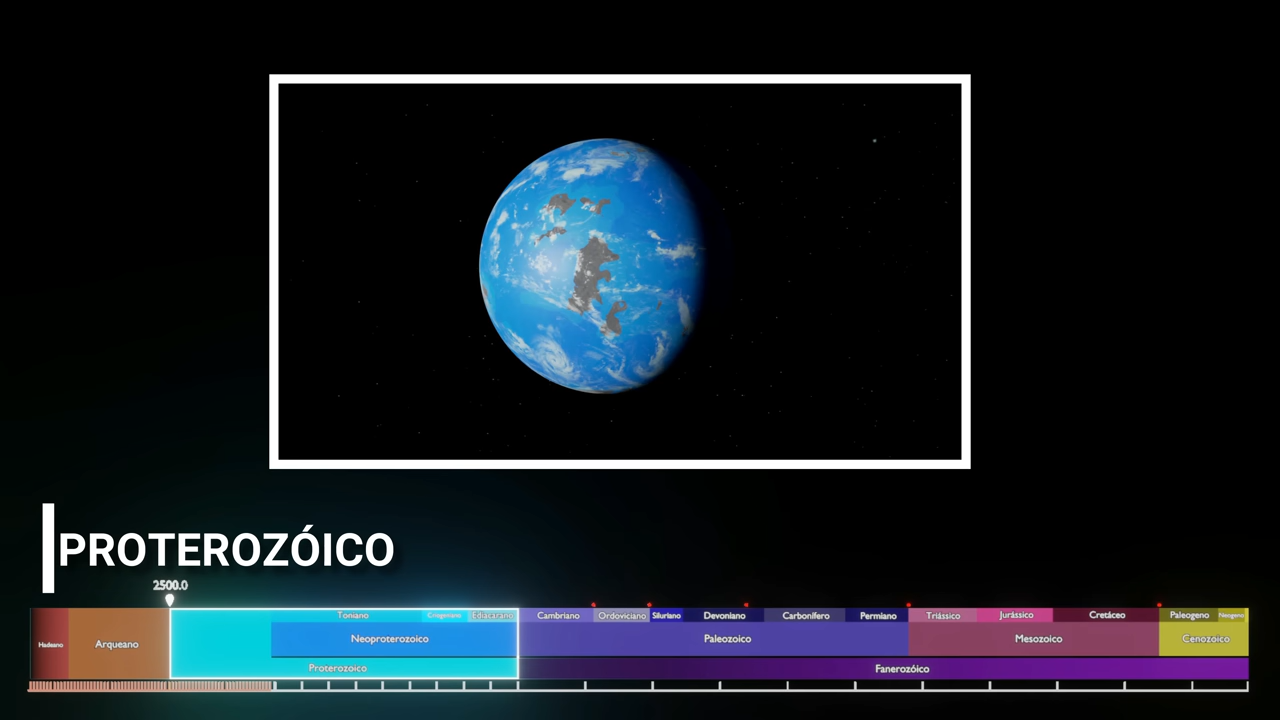 PROTEROZÓICO
2500.0
Toniano Criogeniano Ediacarano Cambriano Ordoviciano Siluriano Devoniano Carbonífero Permiano Triássico Jurássico Cretáceo Paleogeno Neogeno
Hadeano Arqueano Neoproterozoico Paleozoico Mesozoico Cenozoico
Proterozoico Fanerozóico